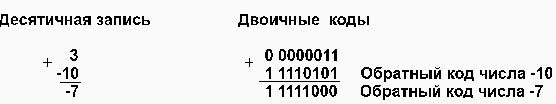 Десятичная запись Двоичные коды
3 0 0000011
+ +
-10 1 1110101 Обратный код числа -10
-7 1 1111000 Обратный код числа -7